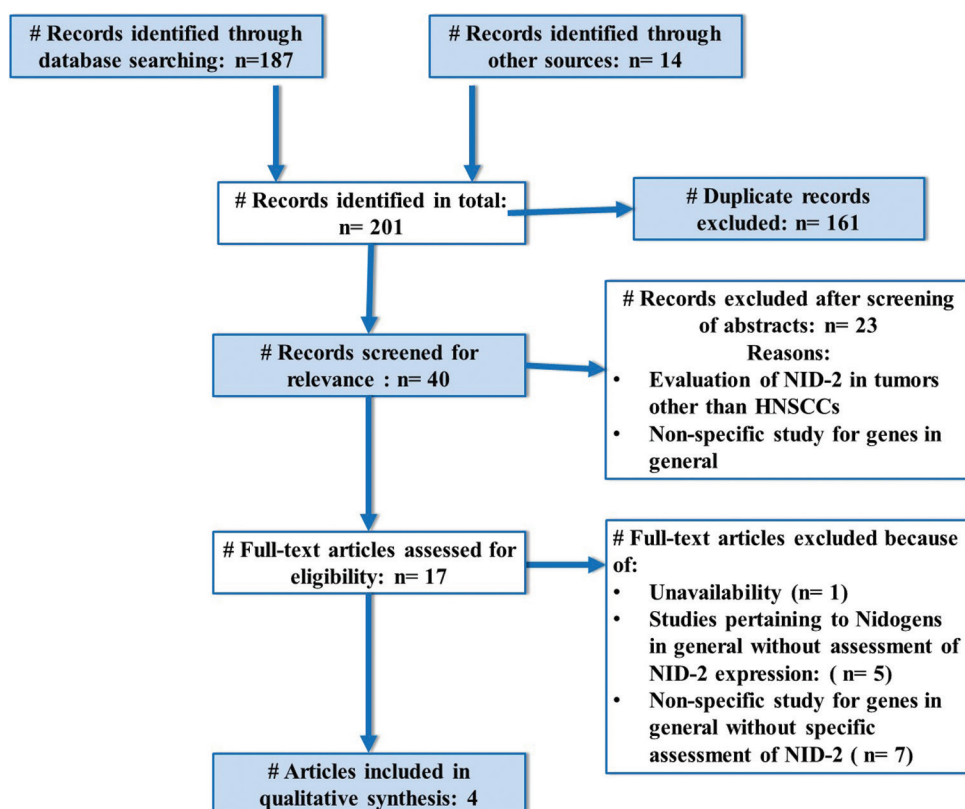 # Records identified through
database searching: n=187
# Records identified through
other sources: n= 14
# Records identified in total:
n= 201
# Duplicate records
excluded: n= 161
# Records excluded after screening
of abstracts: n= 23
Reasons:
• Evaluation of NID-2 in tumors
other than HNSCCs
• Non-specific study for genes in
general
# Records screened for
relevance : n= 40
# Full-text articles assessed for
eligibility: n= 17
# Full-text articles excluded because
of:
• Unavailability (n= 1)
• Studies pertaining to Nidogens
in general without assessment of
NID-2 expression: ( n= 5)
• Non-specific study for genes in
general without specific
assessment of NID-2 ( n= 7)
# Articles included in
qualitative synthesis: 4